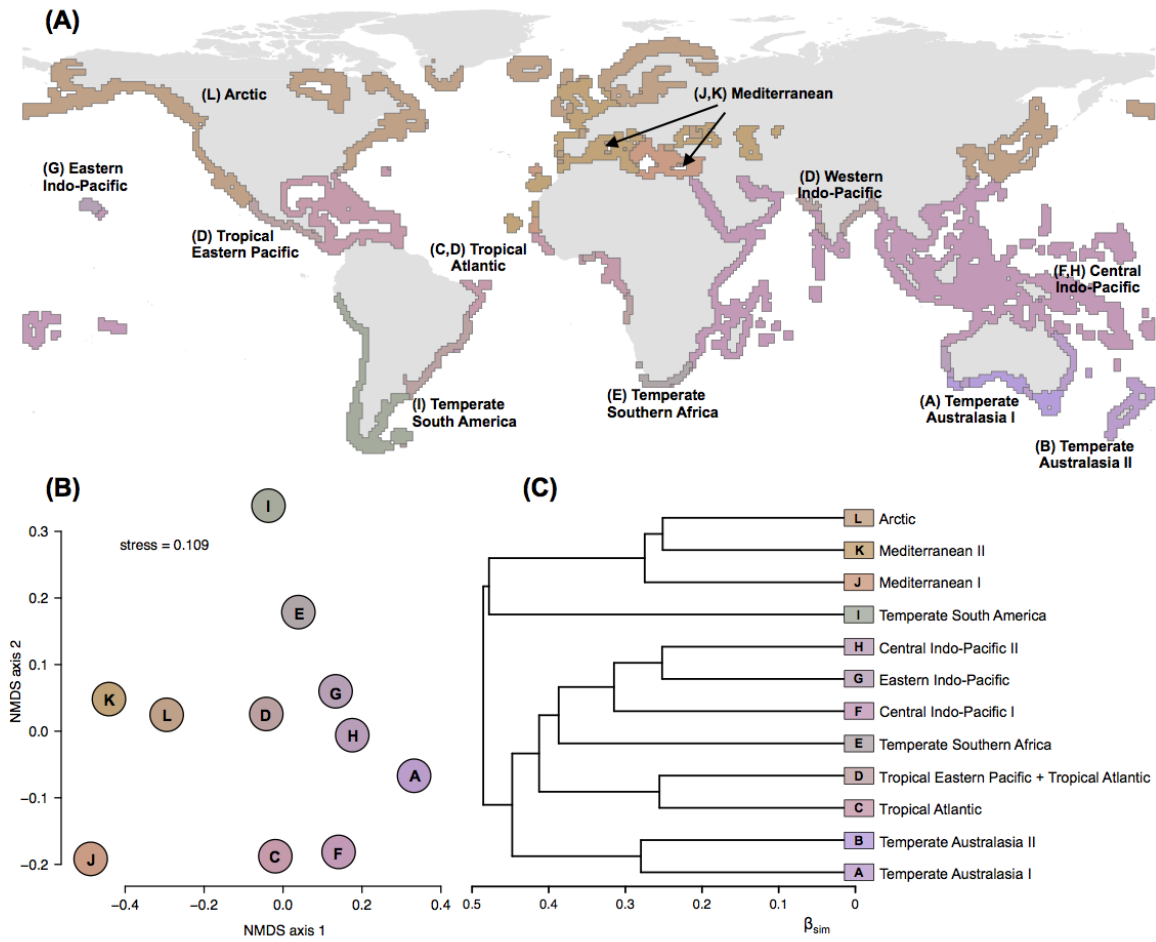 (A)
(L) Arctic
(J,K) Mediterranean
(G) Eastern
Indo-Pacific
(D) Western
Indo-Pacific
(D) Tropical
Eastern Pacific
(C,D) Tropical
Atlantic
(F,H) Central
Indo-Pacific
(I) Temperate
South America
(E) Temperate
Southern Africa
(A) Temperate
Australasia I
(B) Temperate
Australasia II
(B)
stress = 0.109
NMDS axis 2
0.3
0.2
0.1
0.0
−0.1
−0.2
I
E
K
L
D
G
H
A
J
C
F
−0.4
−0.2
0.0
0.2
0.4
NMDS axis 1
(C)
L Arctic
K Mediterranean II
J Mediterranean I
I Temperate South America
H Central Indo-Pacific II
G Eastern Indo-Pacific
F Central Indo-Pacific I
E Temperate Southern Africa
D Tropical Eastern Pacific + Tropical Atlantic
C Tropical Atlantic
B Temperate Australasia II
A Temperate Australasia I
0.5
0.4
0.3
0.2
0.1
0
βsim